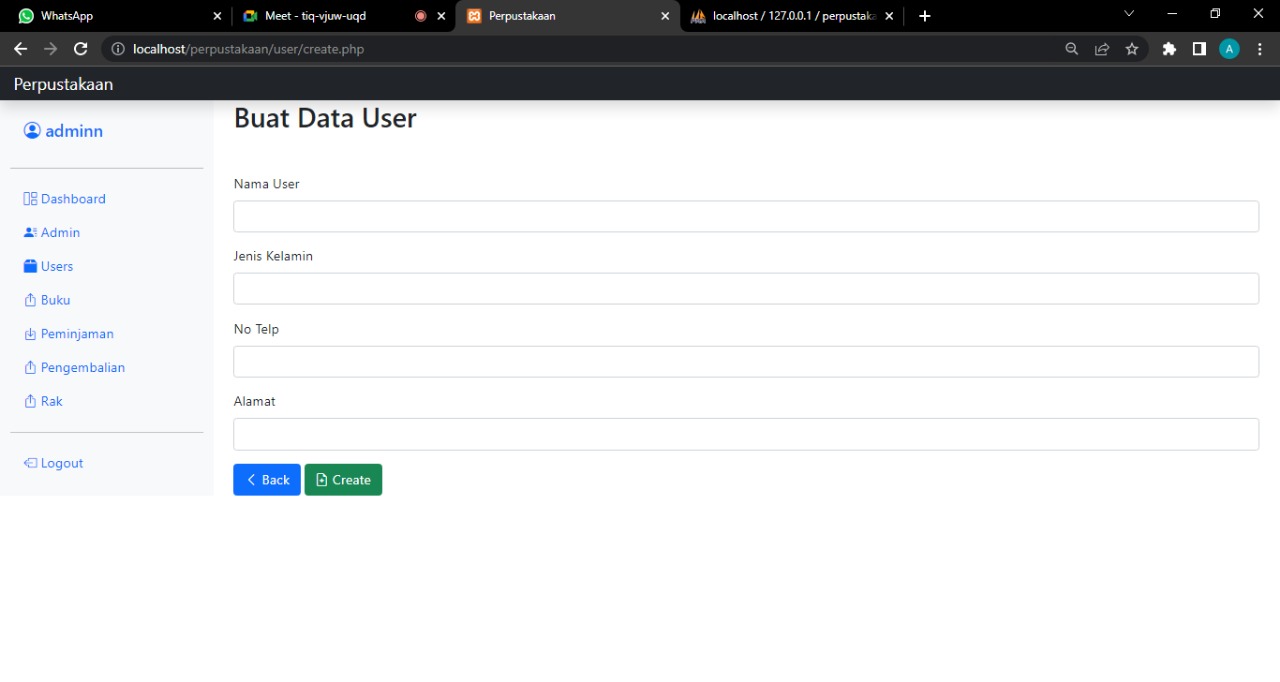 WhatsApp
Meet - tiq-vjuw-uqd
Perpustakaan
localhost / 127.0.0.1 / perpustaka
localhost/perpustakaan/user/create.php
A
Perpustakaan
adminn
Dashboard
Admin
Users
Buku
Peminjaman
Pengembalian
Rak
Logout
Buat Data User
Nama User
Jenis Kelamin
No Telp
Alamat
Back Create